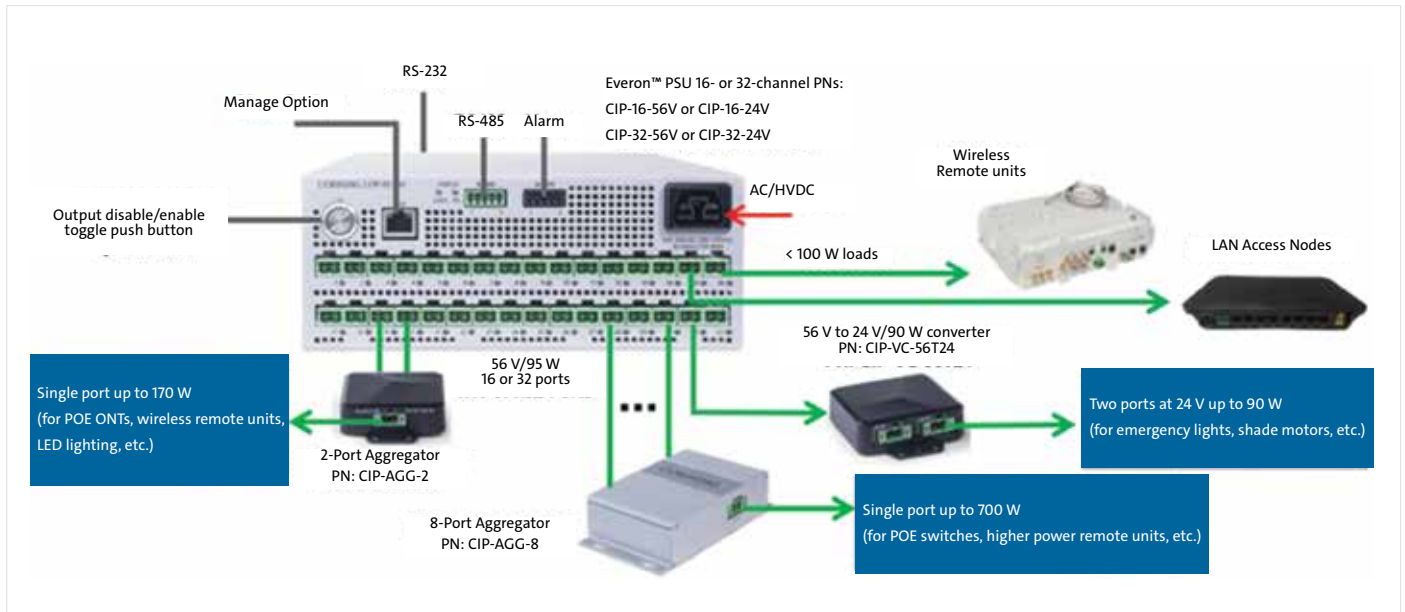 RS-232
Manage Option
RS-485
Alarm
Everon™ PSU 16- or 32-channel PNs:
CIP-16-56V or CIP-16-24V
CIP-32-56V or CIP-32-24V
Output disable/enable
toggle push button
AC/HVDC
Wireless
Remote units
< 100 W loads
LAN Access Nodes
56 V/95 W
16 or 32 ports
56 V to 24 V/90 W converter
PN: CIP-VC-56T24
Single port up to 170 W
(for POE ONTs, wireless remote units,
LED lighting, etc.)
2-Port Aggregator
PN: CIP-AGG-2
Two ports at 24 V up to 90 W
(for emergency lights, shade motors, etc.)
8-Port Aggregator
PN: CIP-AGG-8
Single port up to 700 W
(for POE switches, higher power remote units, etc.)